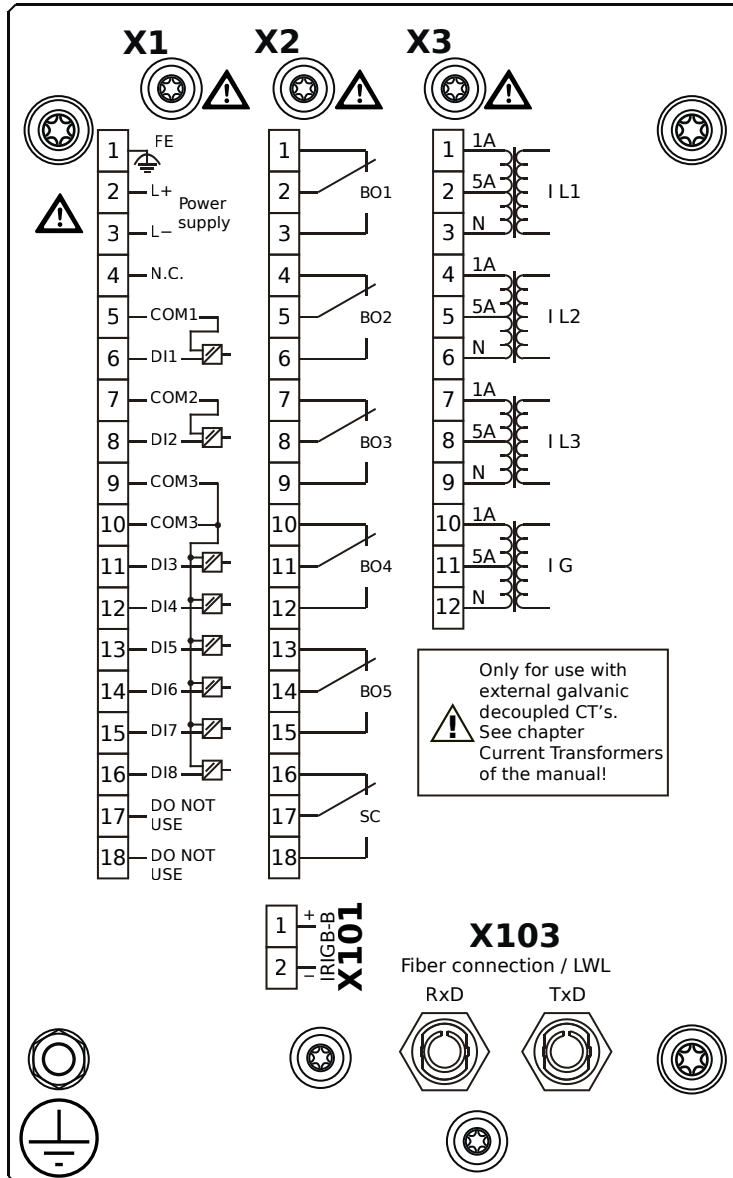 X1 X2 X3
1 FE
2 L+
Power
supply
3 L−
4 N.C.
5 COM1
6 DI1
7 COM2
8 DI2
9 COM3
10 COM3
11 DI3
12 DI4
13 DI5
14 DI6
15 DI7
16 DI8
17 DO NOT
USE
18 DO NOT
USE
1
2 BO1
3
4
5 BO2
6
7
8 BO3
9
10
11 BO4
12
13
14 BO5
15
16
17 SC
18
1 1A
2 5A I L1
3 N
4 1A
5 5A I L2
6 N
7 1A
8 5A I L3
9 N
10 1A
11 5A I G
12 N
Only for use with
external galvanic
decoupled CT's.
See chapter
Current Transformers
of the manual!
1 +
2 −
IRIGB-B
X101
X103
Fiber connection / LWL
RxD TxD